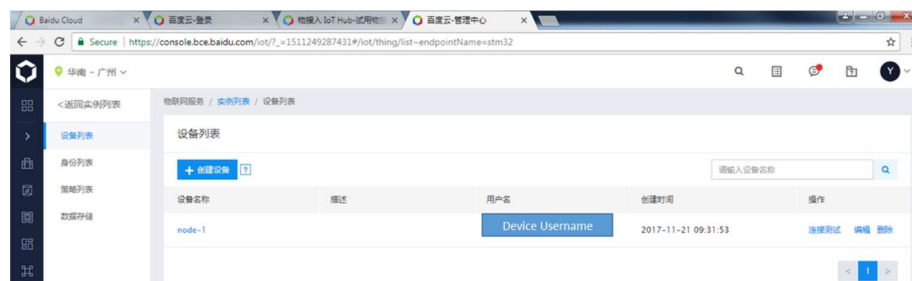 Baidu Cloud
百度云-登录
物接入 IoT Hub-试用物接
百度云-管理中心
Secure | https://console.bce.baidu.com/iot/?_=1511249287431#/iot/thing/list~endpointName=stm32
华南 - 广州
Y
<返回实例列表
物联网服务 / 实例列表 / 设备列表
设备列表
设备列表
身份列表
+ 创建设备 ?
请输入设备名称
策略列表
设备名称 描述 用户名 创建时间 操作
数据存储
node-1 Device Username 2017-11-21 09:31:53 连接测试 编辑 删除
< 1 >